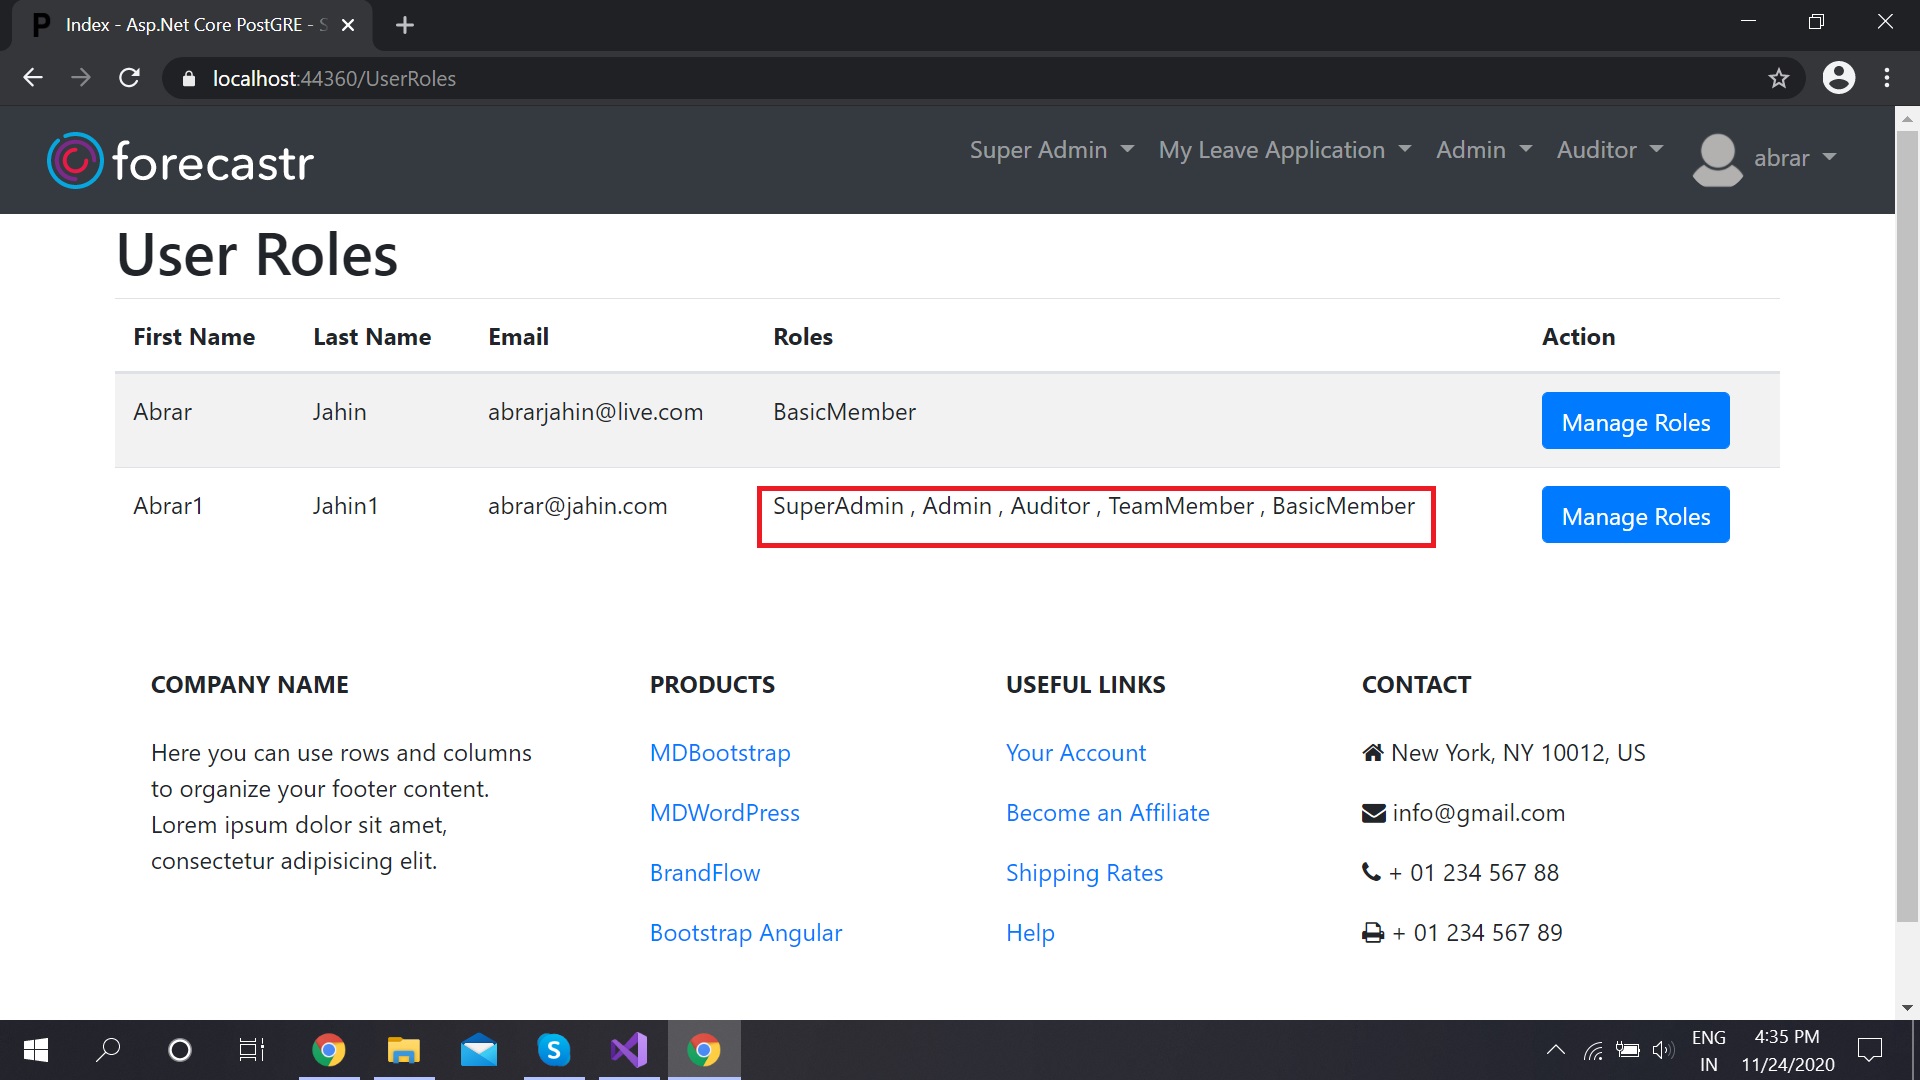 Index - Asp.Net Core PostGRE - S
localhost:44360/UserRoles
forecastr
Super Admin My Leave Application Admin Auditor abrar
User Roles
First Name Last Name Email Roles Action
Abrar Jahin abrarjahin@live.com BasicMember Manage Roles
Abrar1 Jahin1 abrar@jahin.com SuperAdmin , Admin , Auditor , TeamMember , BasicMember Manage Roles
COMPANY NAME
Here you can use rows and columns
to organize your footer content.
Lorem ipsum dolor sit amet,
consectetur adipisicing elit.
PRODUCTS
MDBootstrap
MDWordPress
BrandFlow
Bootstrap Angular
USEFUL LINKS
Your Account
Become an Affiliate
Shipping Rates
Help
CONTACT
New York, NY 10012, US
info@gmail.com
+ 01 234 567 88
+ 01 234 567 89
ENG
IN
4:35 PM
11/24/2020